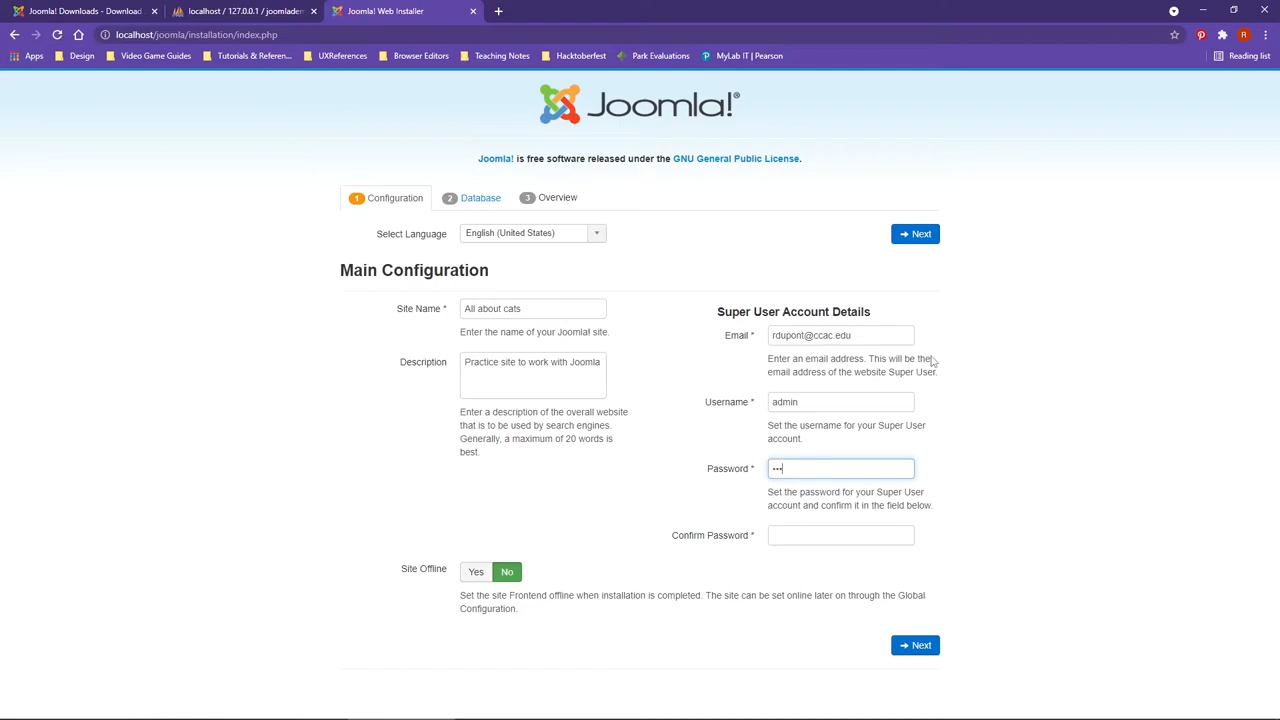 Joomla! Downloads - Download
localhost / 127.0.0.1 / joomlader
Joomla! Web Installer
localhost/joomla/installation/index.php
Apps
Design
Video Game Guides
Tutorials & Referen...
UXReferences
Browser Editors
Teaching Notes
Hacktoberfest
Park Evaluations
MyLab IT | Pearson
Reading list
Joomla!®
Joomla! is free software released under the GNU General Public License.
1 Configuration
2 Database
3 Overview
Select Language
English (United States)
Next
Main Configuration
Site Name *
All about cats
Enter the name of your Joomla! site.
Description
Practice site to work with Joomla
Enter a description of the overall website
that is to be used by search engines.
Generally, a maximum of 20 words is
best.
Super User Account Details
Email *
rdupont@ccac.edu
Enter an email address. This will be the
email address of the website Super User.
Username *
admin
Set the username for your Super User
account.
Password *
•••
Set the password for your Super User
account and confirm it in the field below.
Confirm Password *
Site Offline
Yes
No
Set the site Frontend offline when installation is completed. The site can be set online later on through the Global
Configuration.
Next